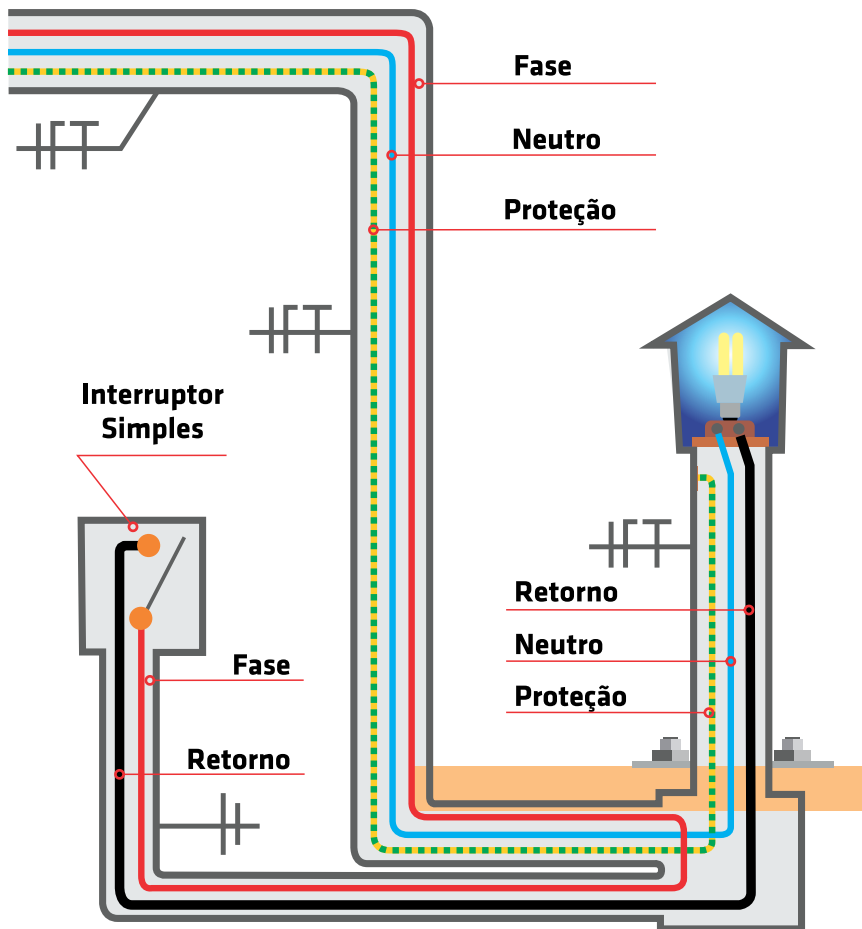 Fase
Neutro
Proteção
Interruptor
Simples
Retorno
Neutro
Fase
Proteção
Retorno